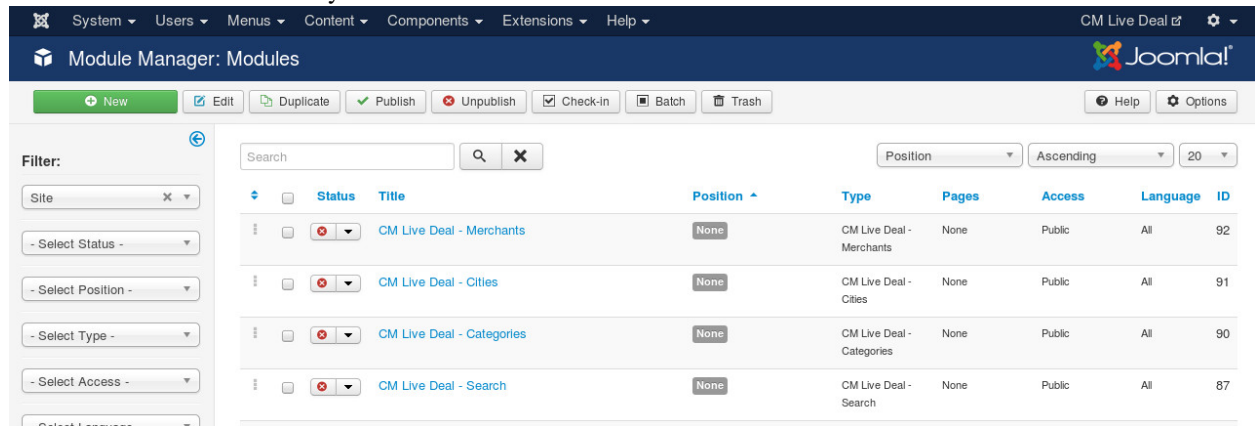 System Users Menus Content Components Extensions Help CM Live Deal
Module Manager: Modules Joomla!
New Edit Duplicate Publish Unpublish Check-in Batch Trash Help Options
Filter:
Search Position Ascending 20
Site
Status Title Position Type Pages Access Language ID
- Select Status -
CM Live Deal - Merchants None CM Live Deal - None Public All 92
Merchants
- Select Position -
CM Live Deal - Cities None CM Live Deal - None Public All 91
Cities
- Select Type -
CM Live Deal - Categories None CM Live Deal - None Public All 90
Categories
- Select Access -
CM Live Deal - Search None CM Live Deal - None Public All 87
Search